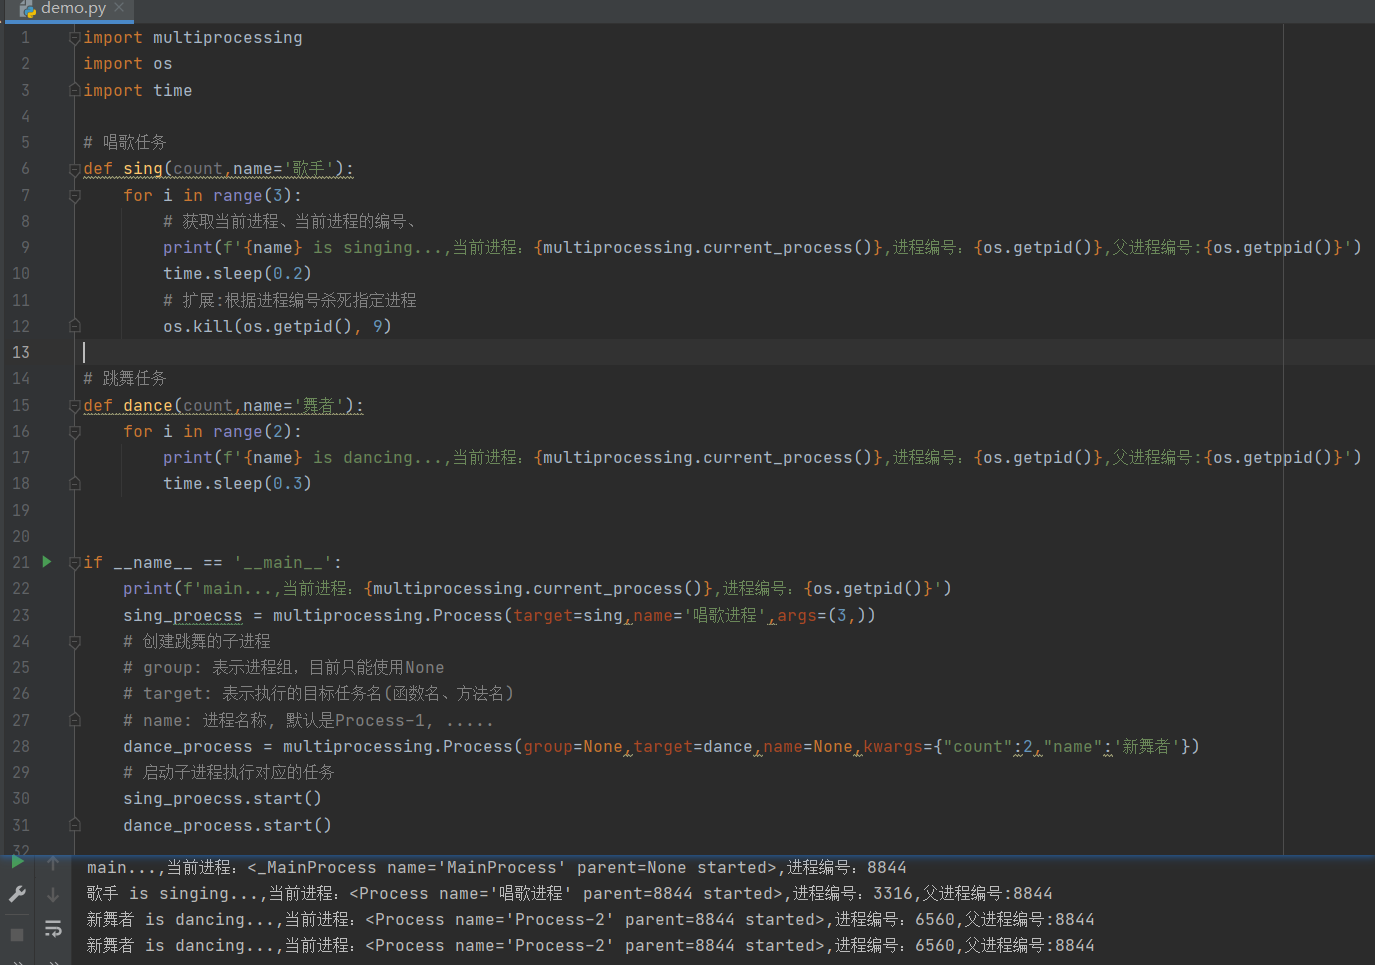 demo.py
1 import multiprocessing
2 import os
3 import time
4
5 # 唱歌任务
6 def sing(count,name='歌手'):
7     for i in range(3):
8         # 获取当前进程、当前进程的编号、
9         print(f'{name} is singing...,当前进程: {multiprocessing.current_process()},进程编号: {os.getpid()},父进程编号:{os.getppid()}')
10         time.sleep(0.2)
11         # 扩展:根据进程编号杀死指定进程
12         os.kill(os.getpid(), 9)
13
14 # 跳舞任务
15 def dance(count,name='舞者'):
16     for i in range(2):
17         print(f'{name} is dancing...,当前进程: {multiprocessing.current_process()},进程编号: {os.getpid()},父进程编号:{os.getppid()}')
18         time.sleep(0.3)
19
20
21 if __name__ == '__main__':
22     print(f'main...,当前进程: {multiprocessing.current_process()},进程编号: {os.getpid()}')
23     sing_proecss = multiprocessing.Process(target=sing,name='唱歌进程',args=(3,))
24     # 创建跳舞的子进程
25     # group: 表示进程组，目前只能使用None
26     # target: 表示执行的目标任务名(函数名、方法名)
27     # name: 进程名称, 默认是Process-1, .....
28     dance_process = multiprocessing.Process(group=None,target=dance,name=None,kwargs={"count":2,"name":'新舞者'})
29     # 启动子进程执行对应的任务
30     sing_proecss.start()
31     dance_process.start()
32
main...,当前进程: <_MainProcess name='MainProcess' parent=None started>,进程编号: 8844
歌手 is singing...,当前进程: <Process name='唱歌进程' parent=8844 started>,进程编号: 3316,父进程编号:8844
新舞者 is dancing...,当前进程: <Process name='Process-2' parent=8844 started>,进程编号: 6560,父进程编号:8844
新舞者 is dancing...,当前进程: <Process name='Process-2' parent=8844 started>,进程编号: 6560,父进程编号:8844